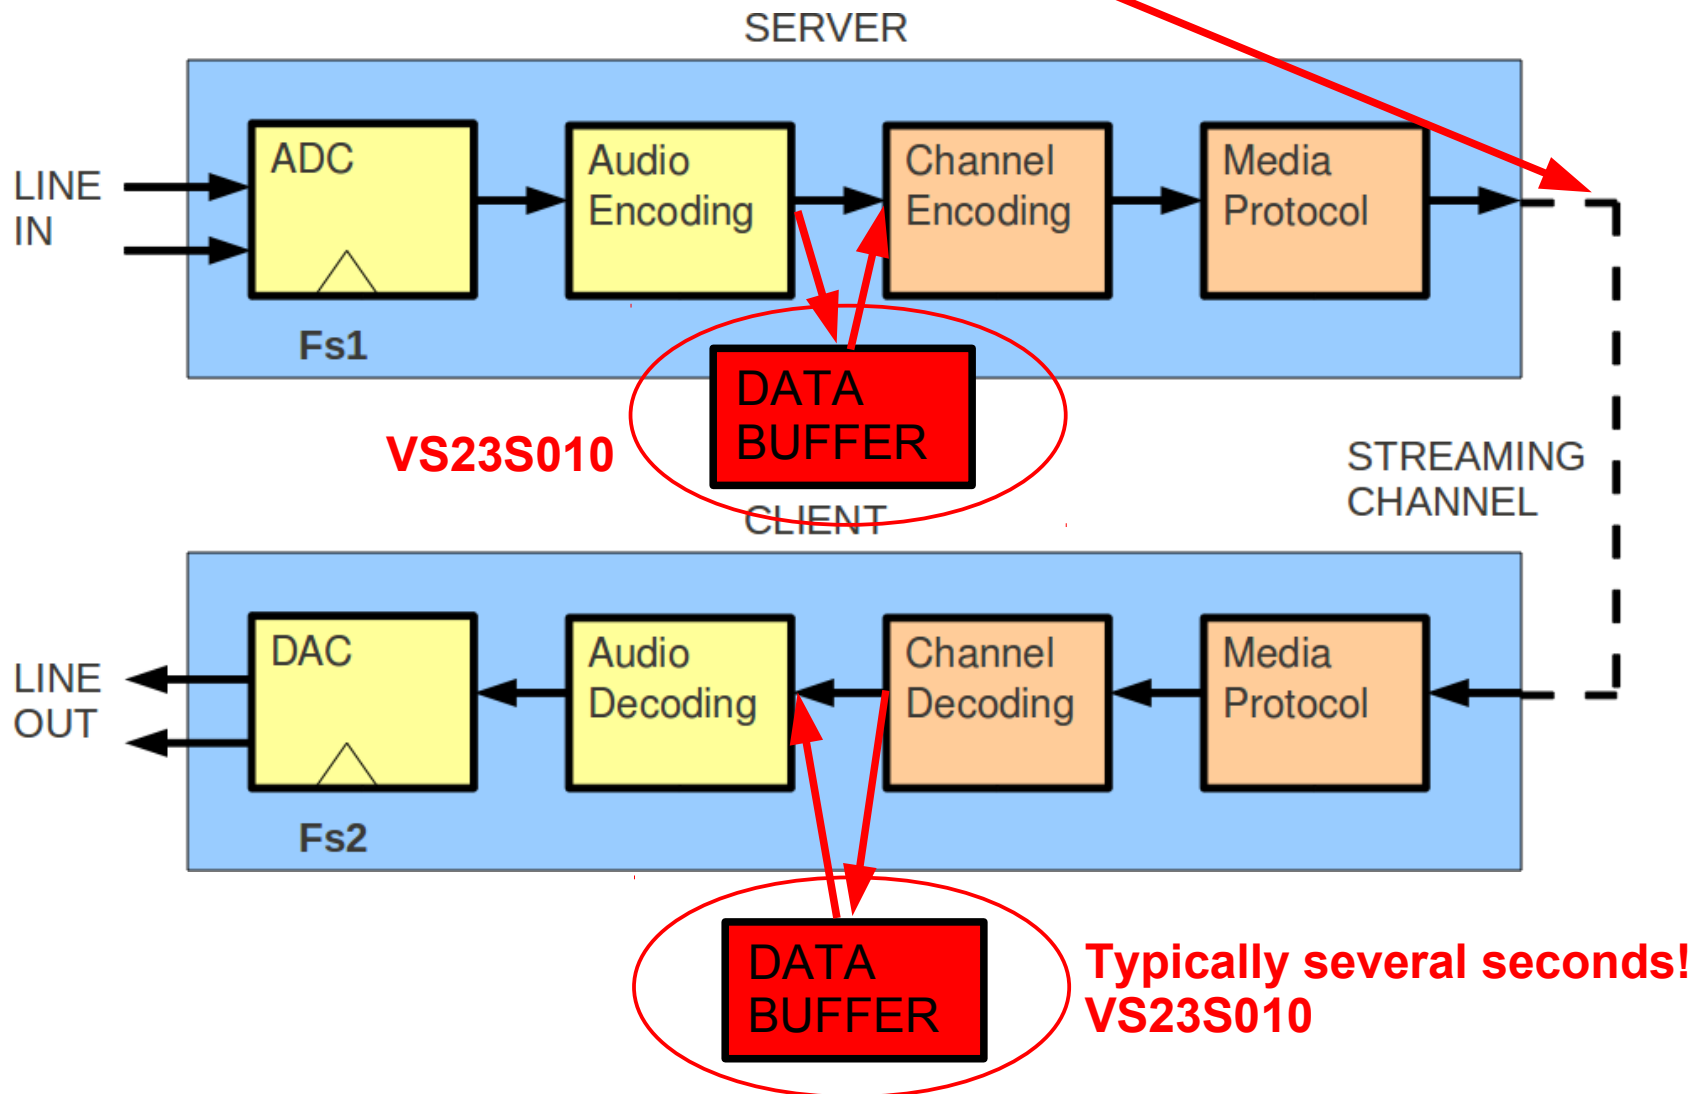 SERVER
LINE
IN
ADC
Audio
Encoding
Channel
Encoding
Media
Protocol
Fs1
DATA
BUFFER
VS23S010
STREAMING
CHANNEL
CLIENT
LINE
OUT
DAC
Audio
Decoding
Channel
Decoding
Media
Protocol
Fs2
DATA
BUFFER
Typically several seconds!
VS23S010